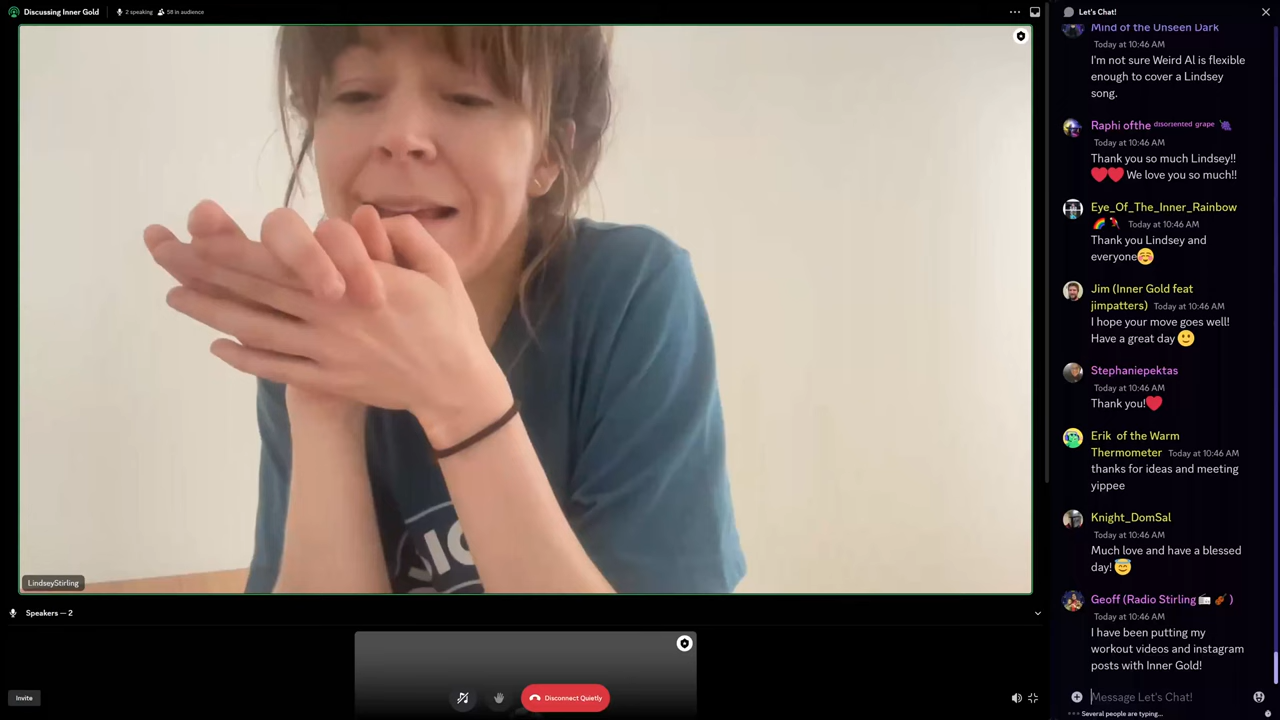 Discussing Inner Gold
2 speaking
58 in audience
LindseyStirling
Speakers — 2
Invite
Disconnect Quietly
Let's Chat!
Mind of the Unseen Dark
Today at 10:46 AM
I'm not sure Weird Al is flexible
enough to cover a Lindsey
song.
Raphi ofthe ᵈⁱˢᵒʳⁱᵉⁿᵗᵉᵈ ᵍʳᵃᵖᵉ
Today at 10:46 AM
Thank you so much Lindsey!!
We love you so much!!
Eye_Of_The_Inner_Rainbow
Today at 10:46 AM
Thank you Lindsey and
everyone
Jim (Inner Gold feat
jimpatters) Today at 10:46 AM
I hope your move goes well!
Have a great day
Stephaniepektas
Today at 10:46 AM
Thank you!
Erik of the Warm
Thermometer Today at 10:46 AM
thanks for ideas and meeting
yippee
Knight_DomSal
Today at 10:46 AM
Much love and have a blessed
day!
Geoff (Radio Stirling )
Today at 10:46 AM
I have been putting my
workout videos and instagram
posts with Inner Gold!
Message Let's Chat!
Several people are typing...